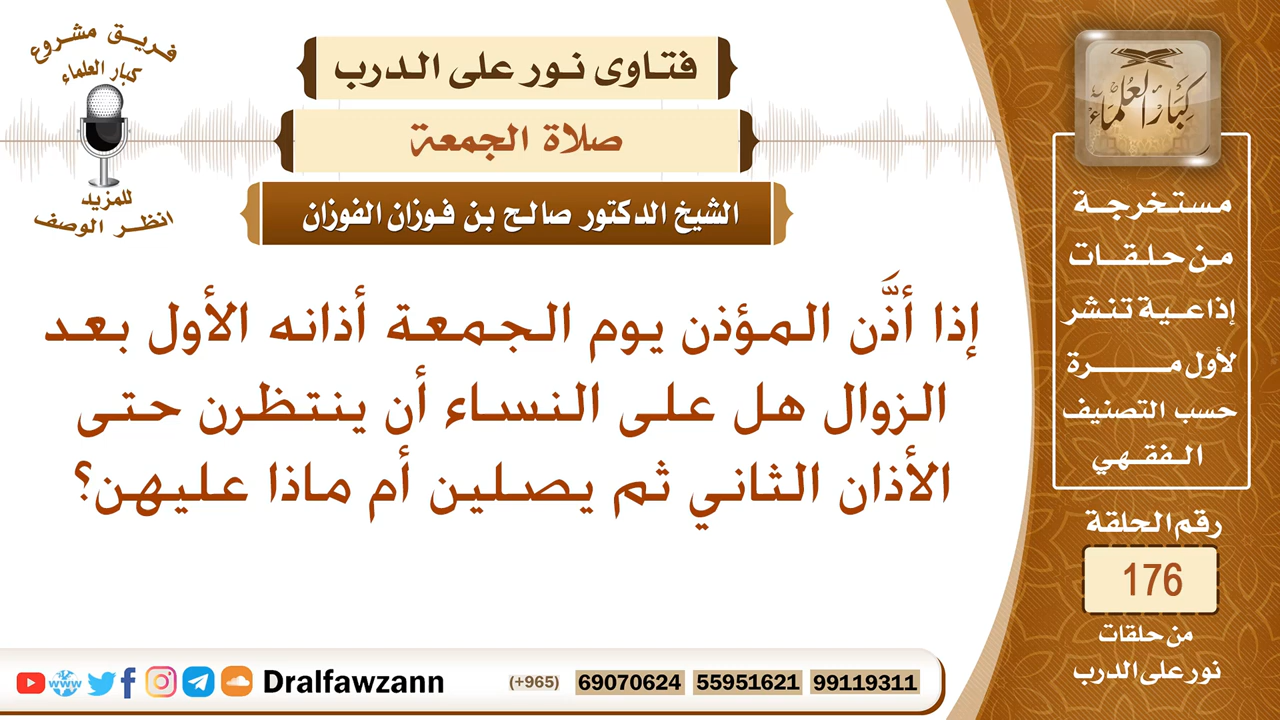 فريق مشروع
كبار العلماء
للمزيد
انظر الوصف
فتاوى نور على الدرب
صلاة الجمعة
الشيخ الدكتور صالح بن فوزان الفوزان
إذا أذَّن المؤذن يوم الجمعة أذانه الأول بعد
الزوال هل على النساء أن ينتظرن حتى
الأذان الثاني ثم يصلين أم ماذا عليهن؟
كبار العلماء
مستخرجة
من حلقات
إذاعية تنشر
لأول مرة
حسب التصنيف
الفقهي
رقم الحلقة
176
من حلقات
نور على الدرب
www
Dralfawzann
(+965) 69070624 55951621 99119311